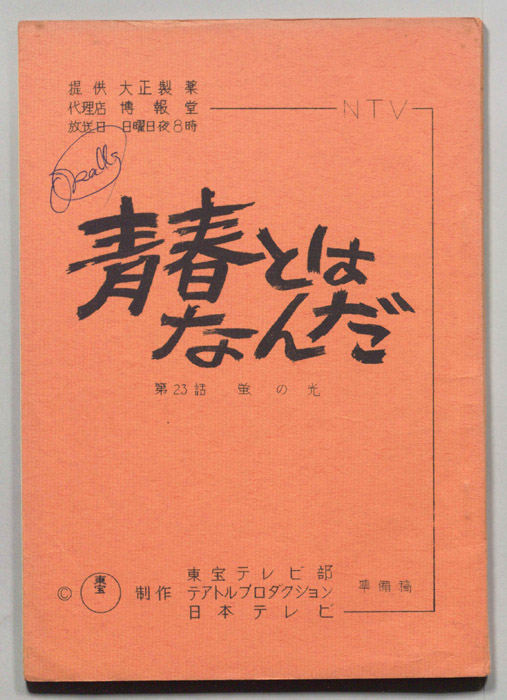 提供 大正製薬
代理店 博報堂
放送日 日曜日夜8時
NTV
青春とは
なんだ
第23話 蛍の光
東宝テレビ部
© 東宝 制作 テアトルプロダクション
日本テレビ
準備稿